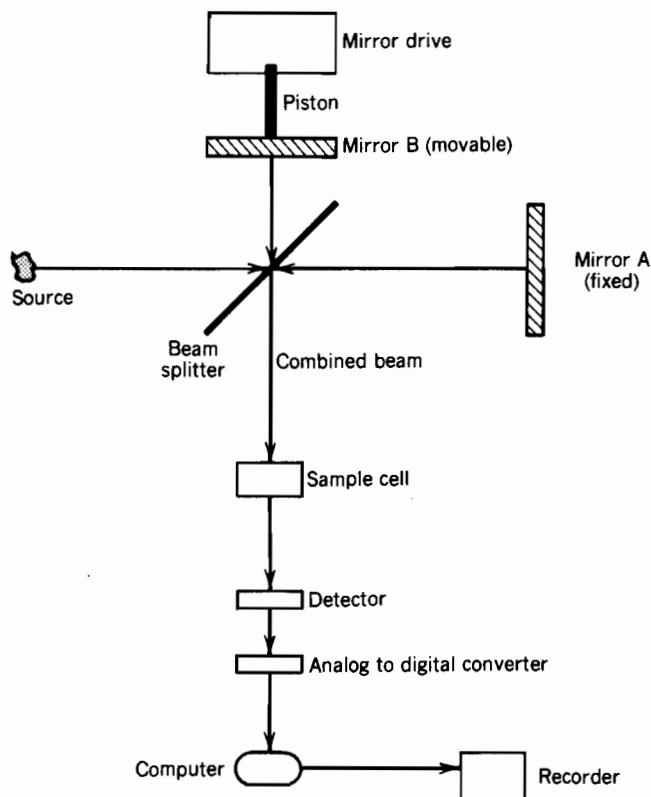 Mirror drive
Piston
Mirror B (movable)
Source
Mirror A
(fixed)
Beam
splitter
Combined beam
Sample cell
Detector
Analog to digital converter
Computer
Recorder